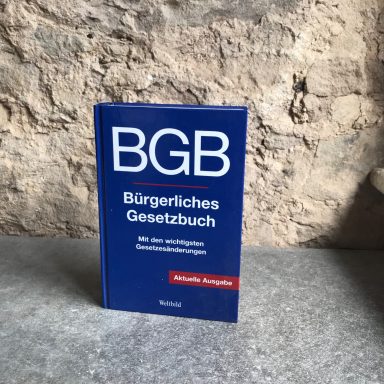 BGB
Bürgerliches
Gesetzbuch
Mit den wichtigsten
Gesetzesänderungen
Aktuelle Ausgabe
Weltbild